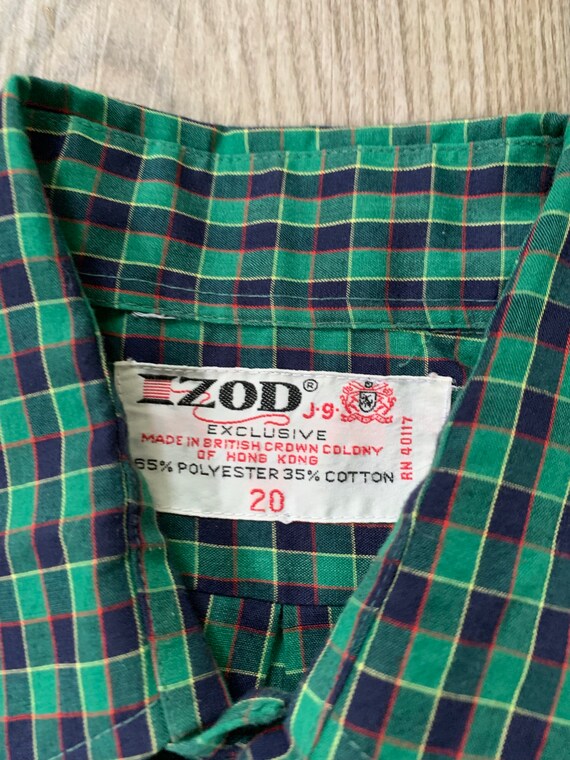 IZOD® J.g.
EXCLUSIVE
MADE IN BRITISH CROWN COLONY
OF HONG KONG
65% POLYESTER 35% COTTON
20
RN 40117